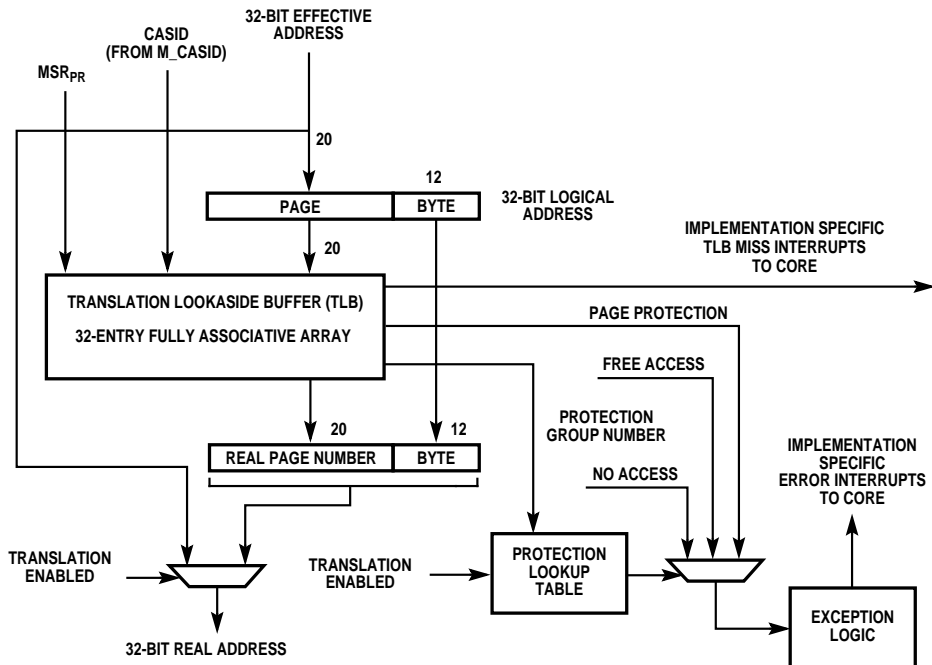 32-BIT EFFECTIVE
ADDRESS
CASID
(FROM M_CASID)
MSRPR
20
12
PAGE
BYTE
32-BIT LOGICAL
ADDRESS
20
IMPLEMENTATION SPECIFIC
TLB MISS INTERRUPTS
TO CORE
TRANSLATION LOOKASIDE BUFFER (TLB)
32-ENTRY FULLY ASSOCIATIVE ARRAY
PAGE PROTECTION
FREE ACCESS
20
12
PROTECTION
GROUP NUMBER
REAL PAGE NUMBER
BYTE
NO ACCESS
IMPLEMENTATION
SPECIFIC
ERROR INTERRUPTS
TO CORE
TRANSLATION
ENABLED
TRANSLATION
ENABLED
PROTECTION
LOOKUP
TABLE
EXCEPTION
LOGIC
32-BIT REAL ADDRESS